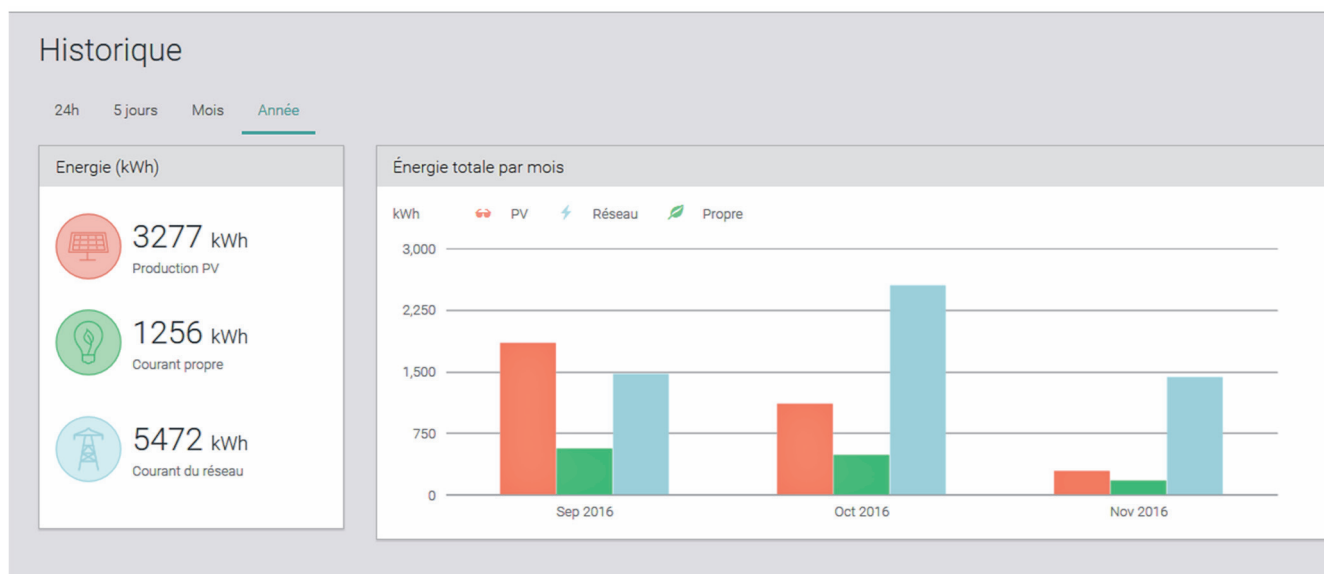 Historique
24h 5 jours Mois Année
Energie (kWh)
3277 kWh
Production PV
1256 kWh
Courant propre
5472 kWh
Courant du réseau
Énergie totale par mois
kWh PV Réseau Propre
3,000
2,250
1,500
750
0
Sep 2016 Oct 2016 Nov 2016